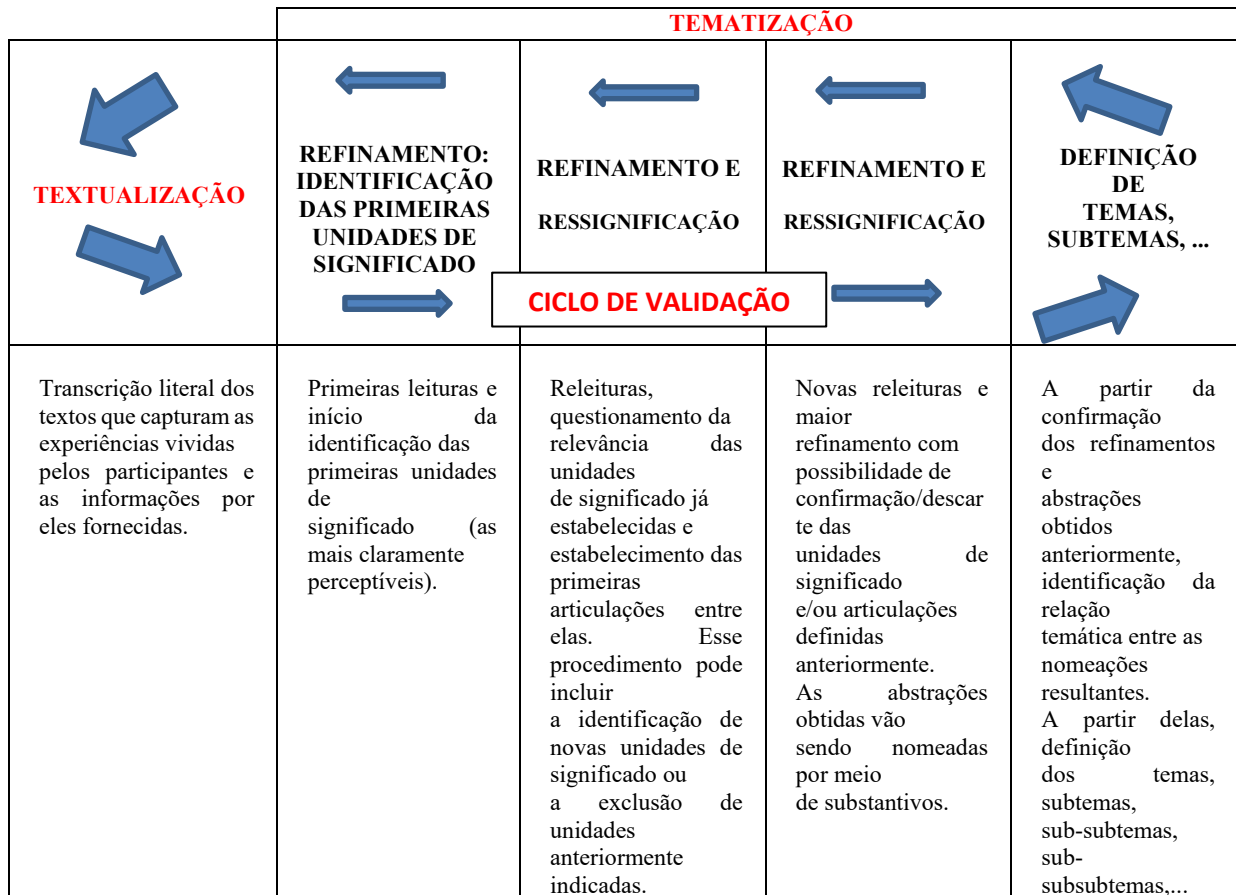 TEMATIZAÇÃO
TEXTUALIZAÇÃO
REFINAMENTO:
IDENTIFICAÇÃO
DAS PRIMEIRAS
UNIDADES DE
SIGNIFICADO
REFINAMENTO E
RESSIGNIFICAÇÃO
REFINAMENTO E
RESSIGNIFICAÇÃO
DEFINIÇÃO
DE
TEMAS,
SUBTEMAS, ...
CICLO DE VALIDAÇÃO
Transcrição literal dos
textos que capturam as
experiências vividas
pelos participantes e
as informações por
eles fornecidas.
Primeiras leituras e
início da
identificação das
primeiras unidades
de
significado (as
mais claramente
perceptíveis).
Releituras,
questionamento da
relevância das
unidades
de significado já
estabelecidas e
estabelecimento das
primeiras
articulações entre
elas. Esse
procedimento pode
incluir
a identificação de
novas unidades de
significado ou
a exclusão de
unidades
anteriormente
indicadas.
Novas releituras e
maior
refinamento com
possibilidade de
confirmação/descar
te das
unidades de
significado
e/ou articulações
definidas
anteriormente.
As abstrações
obtidas vão
sendo nomeadas
por meio
de substantivos.
A partir da
confirmação
dos refinamentos
e
abstrações
obtidos
anteriormente,
identificação da
relação
temática entre as
nomeações
resultantes.
A partir delas,
definição
dos temas,
subtemas,
sub-subtemas,
sub-
subsubtemas,...